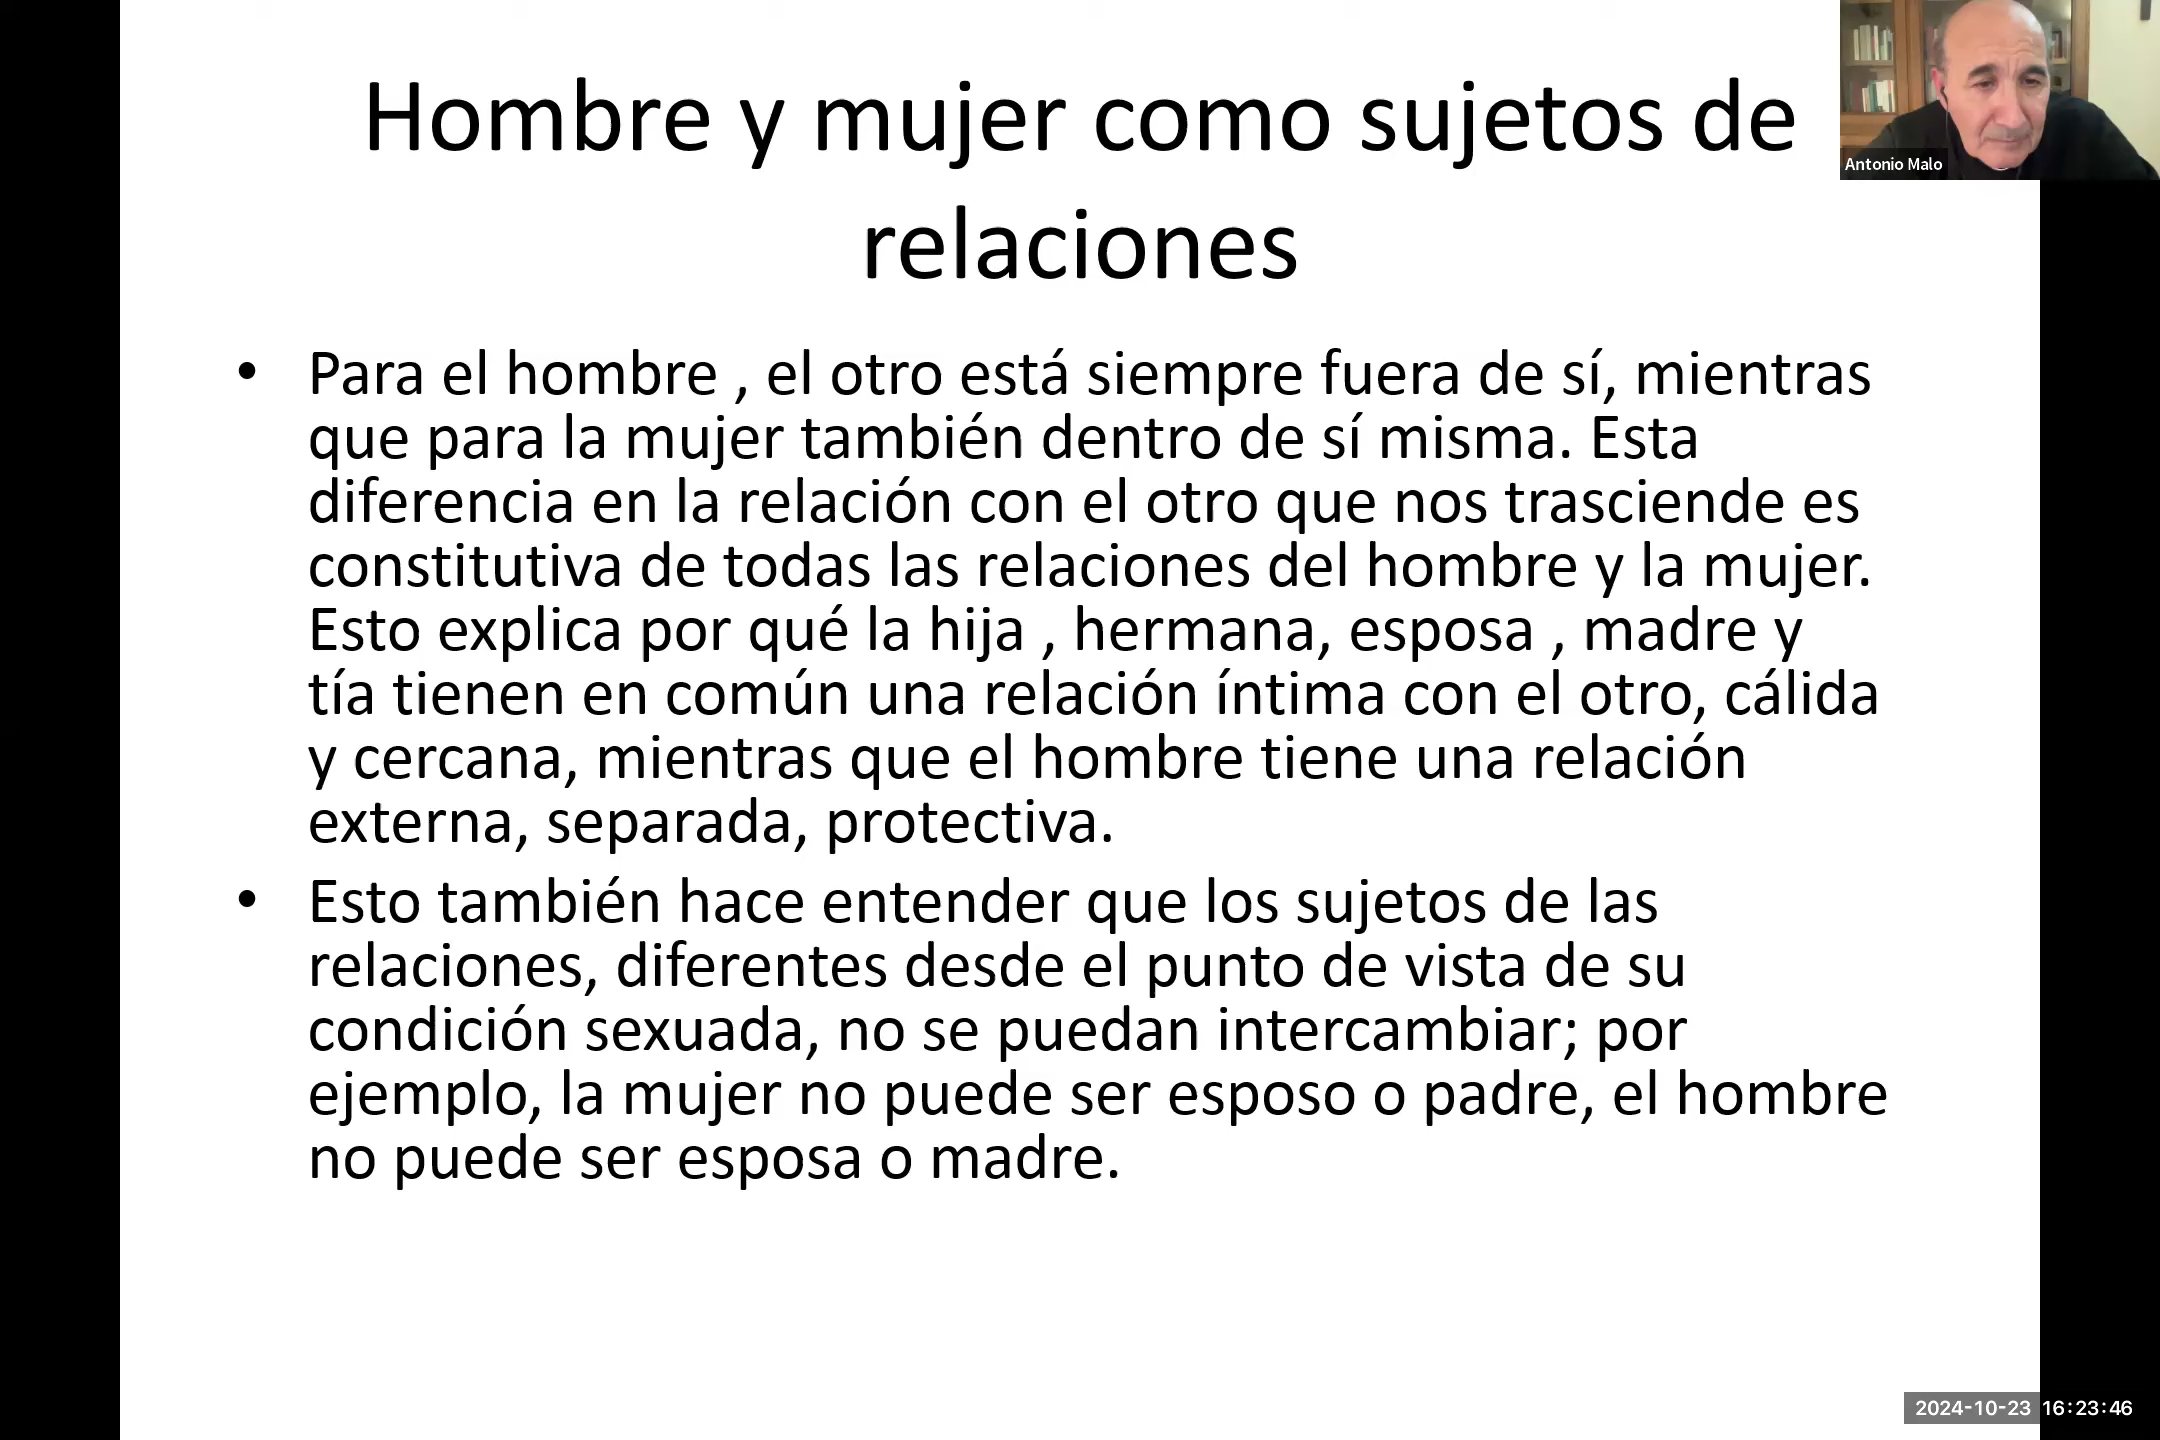 Hombre y mujer como sujetos de
relaciones
Antonio Malo
• Para el hombre , el otro está siempre fuera de sí, mientras
que para la mujer también dentro de sí misma. Esta
diferencia en la relación con el otro que nos trasciende es
constitutiva de todas las relaciones del hombre y la mujer.
Esto explica por qué la hija , hermana, esposa , madre y
tía tienen en común una relación íntima con el otro, cálida
y cercana, mientras que el hombre tiene una relación
externa, separada, protectiva.
• Esto también hace entender que los sujetos de las
relaciones, diferentes desde el punto de vista de su
condición sexuada, no se puedan intercambiar; por
ejemplo, la mujer no puede ser esposo o padre, el hombre
no puede ser esposa o madre.
2024-10-23 16:23:46